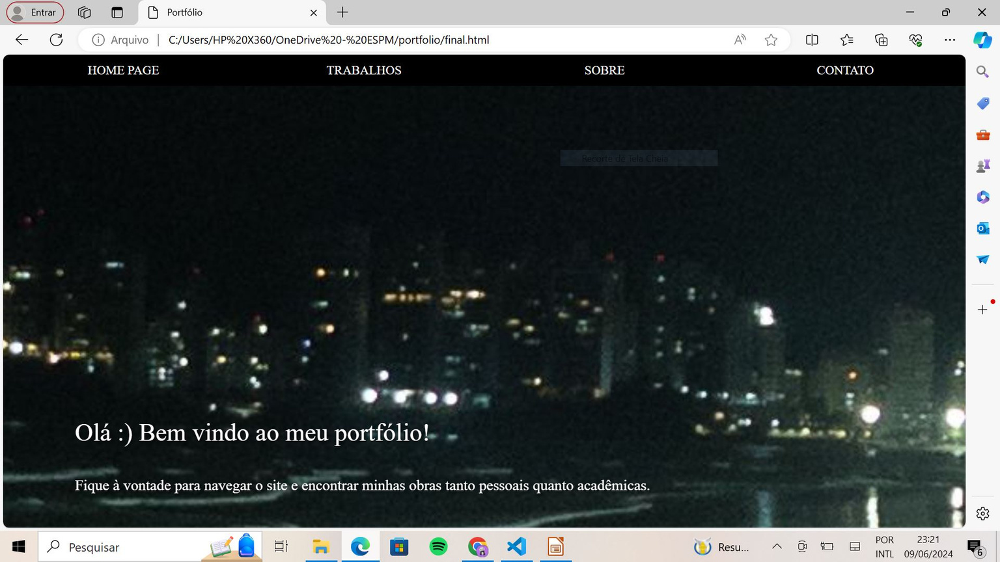 Entrar
Portfólio
Arquivo
C:/Users/HP%20X360/OneDrive%20-%20ESPM/portfolio/final.html
HOME PAGE TRABALHOS SOBRE CONTATO
Recorte de Tela Cheia
Olá :) Bem vindo ao meu portfólio!
Fique à vontade para navegar o site e encontrar minhas obras tanto pessoais quanto acadêmicas.
Pesquisar
Resu...
POR
INTL
23:21
09/06/2024
6